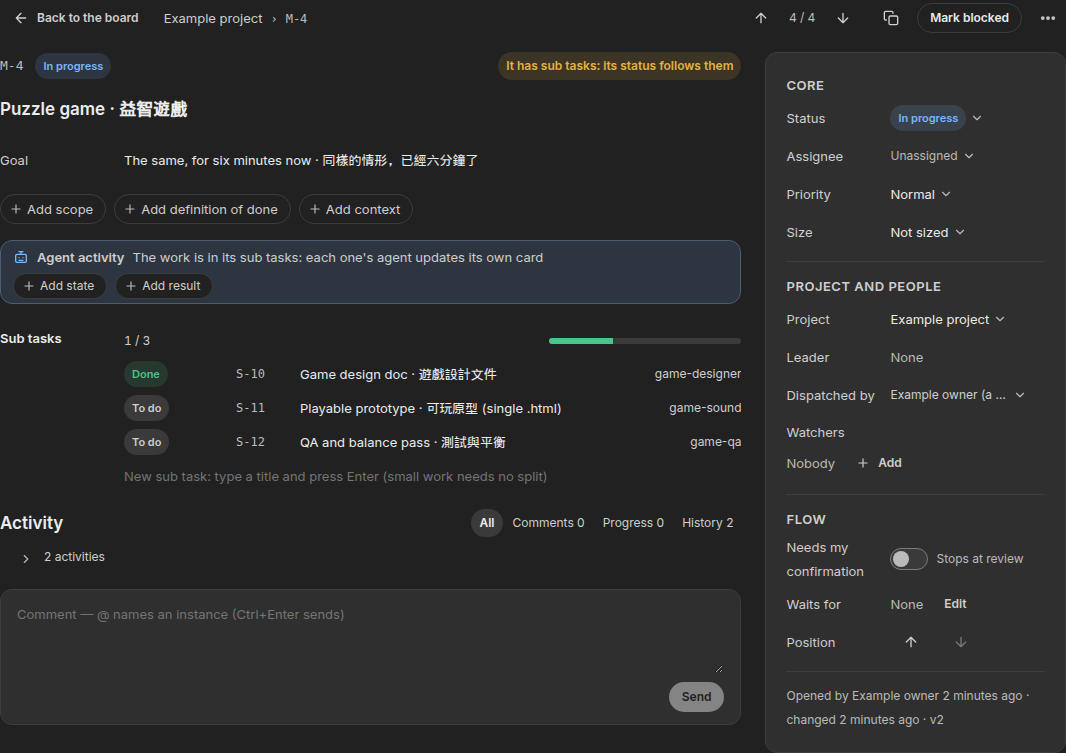 Back to the board Example project › M-4 4 / 4 Mark blocked
M-4 In progress It has sub tasks: its status follows them
Puzzle game · 益智遊戲
Goal The same, for six minutes now · 同樣的情形，已經六分鐘了
+ Add scope + Add definition of done + Add context
Agent activity The work is in its sub tasks: each one's agent updates its own card
+ Add state + Add result
Sub tasks 1 / 3
Done S-10 Game design doc · 遊戲設計文件 game-designer
To do S-11 Playable prototype · 可玩原型 (single .html) game-sound
To do S-12 QA and balance pass · 測試與平衡 game-qa
New sub task: type a title and press Enter (small work needs no split)
Activity All Comments 0 Progress 0 History 2
2 activities
Comment — @ names an instance (Ctrl+Enter sends)
Send
CORE
Status In progress
Assignee Unassigned
Priority Normal
Size Not sized
PROJECT AND PEOPLE
Project Example project
Leader None
Dispatched by Example owner (a ...
Watchers
Nobody + Add
FLOW
Needs my
confirmation Stops at review
Waits for None Edit
Position
Opened by Example owner 2 minutes ago ·
changed 2 minutes ago · v2